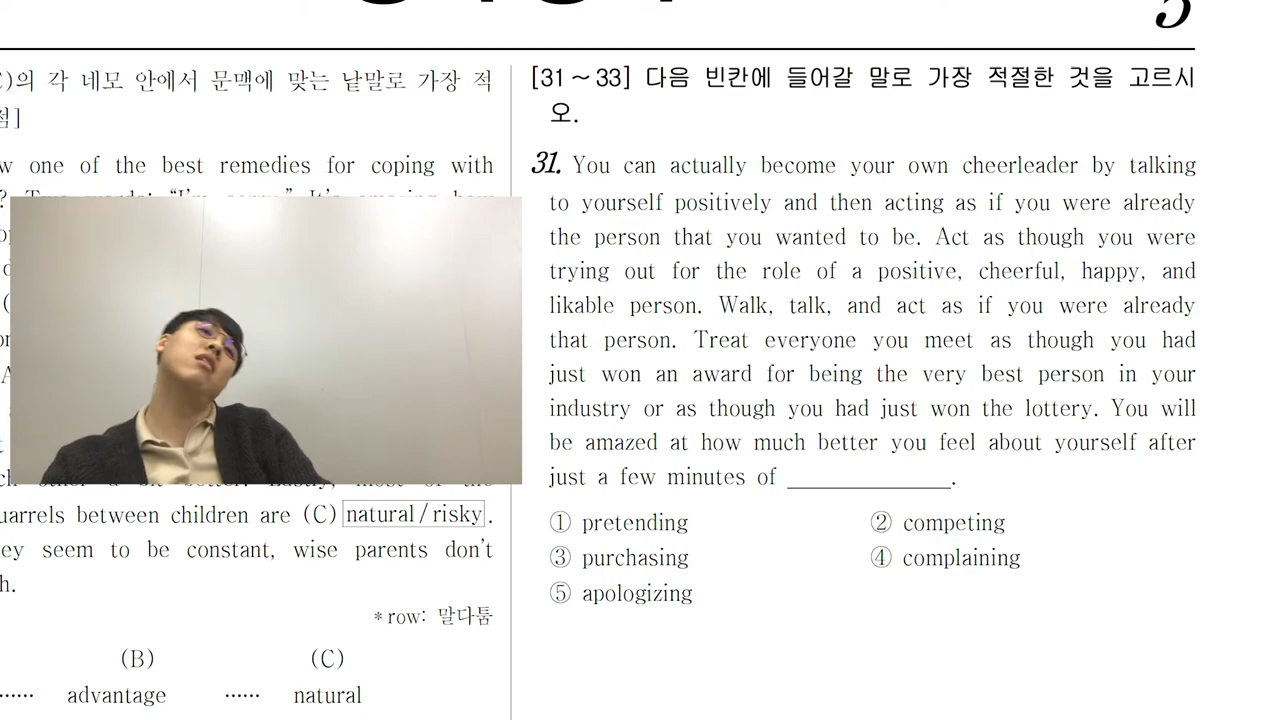 5
)의 각 네모 안에서 문맥에 맞는 낱말로 가장 적
점]
w one of the best remedies for coping with
uarrels between children are (C) natural / risky .
ey seem to be constant, wise parents don't
h.
* row: 말다툼
(B) (C)
······ advantage ······ natural
[31 ~ 33] 다음 빈칸에 들어갈 말로 가장 적절한 것을 고르시
오.
31. You can actually become your own cheerleader by talking
to yourself positively and then acting as if you were already
the person that you wanted to be. Act as though you were
trying out for the role of a positive, cheerful, happy, and
likable person. Walk, talk, and act as if you were already
that person. Treat everyone you meet as though you had
just won an award for being the very best person in your
industry or as though you had just won the lottery. You will
be amazed at how much better you feel about yourself after
just a few minutes of ____________.
① pretending ② competing
③ purchasing ④ complaining
⑤ apologizing